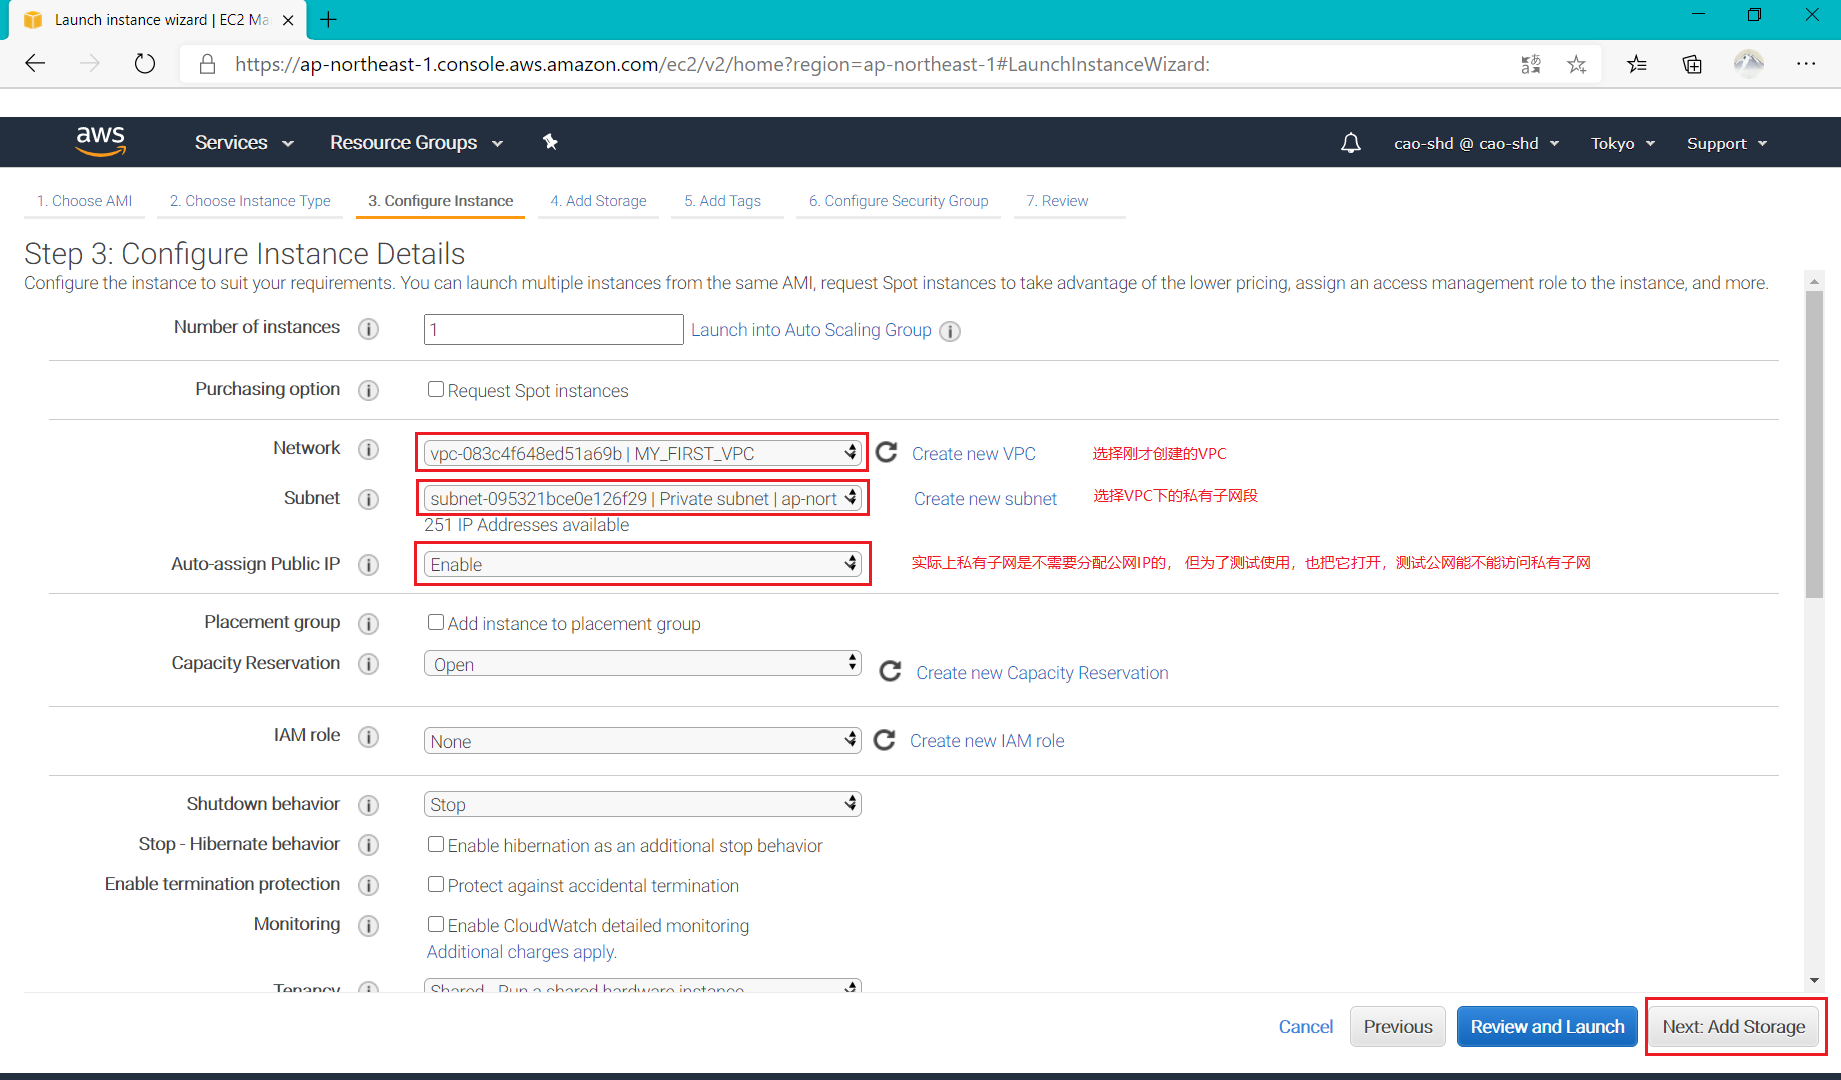 Launch instance wizard | EC2 Ma
https://ap-northeast-1.console.aws.amazon.com/ec2/v2/home?region=ap-northeast-1#LaunchInstanceWizard:
aws Services Resource Groups cao-shd @ cao-shd Tokyo Support
1. Choose AMI 2. Choose Instance Type 3. Configure Instance 4. Add Storage 5. Add Tags 6. Configure Security Group 7. Review
Step 3: Configure Instance Details
Configure the instance to suit your requirements. You can launch multiple instances from the same AMI, request Spot instances to take advantage of the lower pricing, assign an access management role to the instance, and more.
Number of instances 1 Launch into Auto Scaling Group
Purchasing option Request Spot instances
Network vpc-083c4f648ed51a69b | MY_FIRST_VPC Create new VPC 选择刚才创建的VPC
Subnet subnet-095321bce0e126f29 | Private subnet | ap-nort Create new subnet 选择VPC下的私有子网段
251 IP Addresses available
Auto-assign Public IP Enable 实际上私有子网是不需要分配公网IP的， 但为了测试使用，也把它打开，测试公网能不能访问私有子网
Placement group Add instance to placement group
Capacity Reservation Open Create new Capacity Reservation
IAM role None Create new IAM role
Shutdown behavior Stop
Stop - Hibernate behavior Enable hibernation as an additional stop behavior
Enable termination protection Protect against accidental termination
Monitoring Enable CloudWatch detailed monitoring
Additional charges apply.
Tenancy Shared - Run a shared hardware instance
Cancel Previous Review and Launch Next: Add Storage